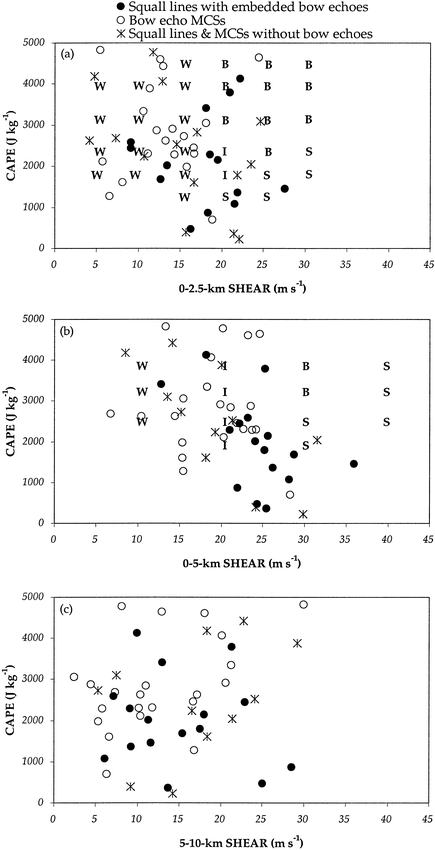 ● Squall lines with embedded bow echoes
○ Bow echo MCSs
Squall lines & MCSs without bow echoes
(a)
CAPE (J kg⁻¹)
5000
W B B B
4000
W W W B B B
3000
W W W B B B
2000
W W W I B S
W W W I S S
1000
W S S
0
0 5 10 15 20 25 30 35 40 45
0-2.5-km SHEAR (m s⁻¹)
(b)
CAPE (J kg⁻¹)
5000
4000
W I B S
3000
W I B S
W I S S
2000
I S
1000
0
0 5 10 15 20 25 30 35 40 45
0-5-km SHEAR (m s⁻¹)
(c)
CAPE (J kg⁻¹)
5000
4000
3000
2000
1000
0
0 5 10 15 20 25 30 35 40 45
5-10-km SHEAR (m s⁻¹)